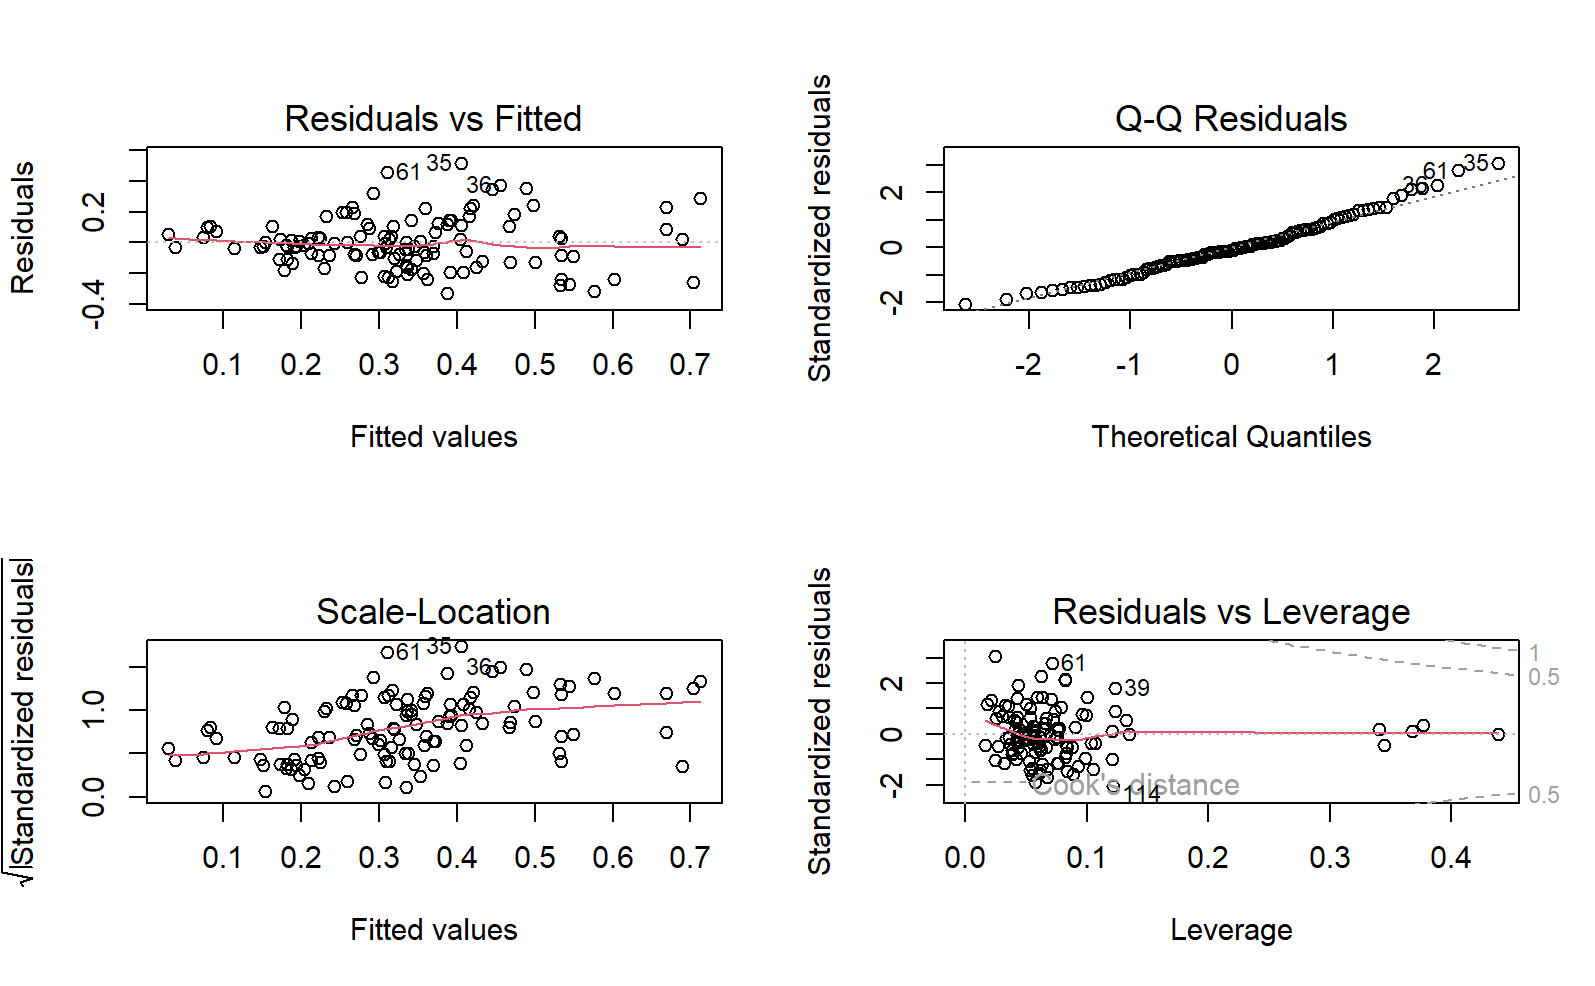 Residuals vs Fitted
Residuals
0.2
-0.4
61
35
36
0.1 0.2 0.3 0.4 0.5 0.6 0.7
Fitted values
Q-Q Residuals
Standardized residuals
2
0
-2
36
61
35
-2 -1 0 1 2
Theoretical Quantiles
Scale-Location
√|Standardized residuals|
1.0
0.0
61
35
36
0.1 0.2 0.3 0.4 0.5 0.6 0.7
Fitted values
Residuals vs Leverage
Standardized residuals
2
0
-2
61
39
114
Cook's distance
1
0.5
0.5
0.0 0.1 0.2 0.3 0.4
Leverage